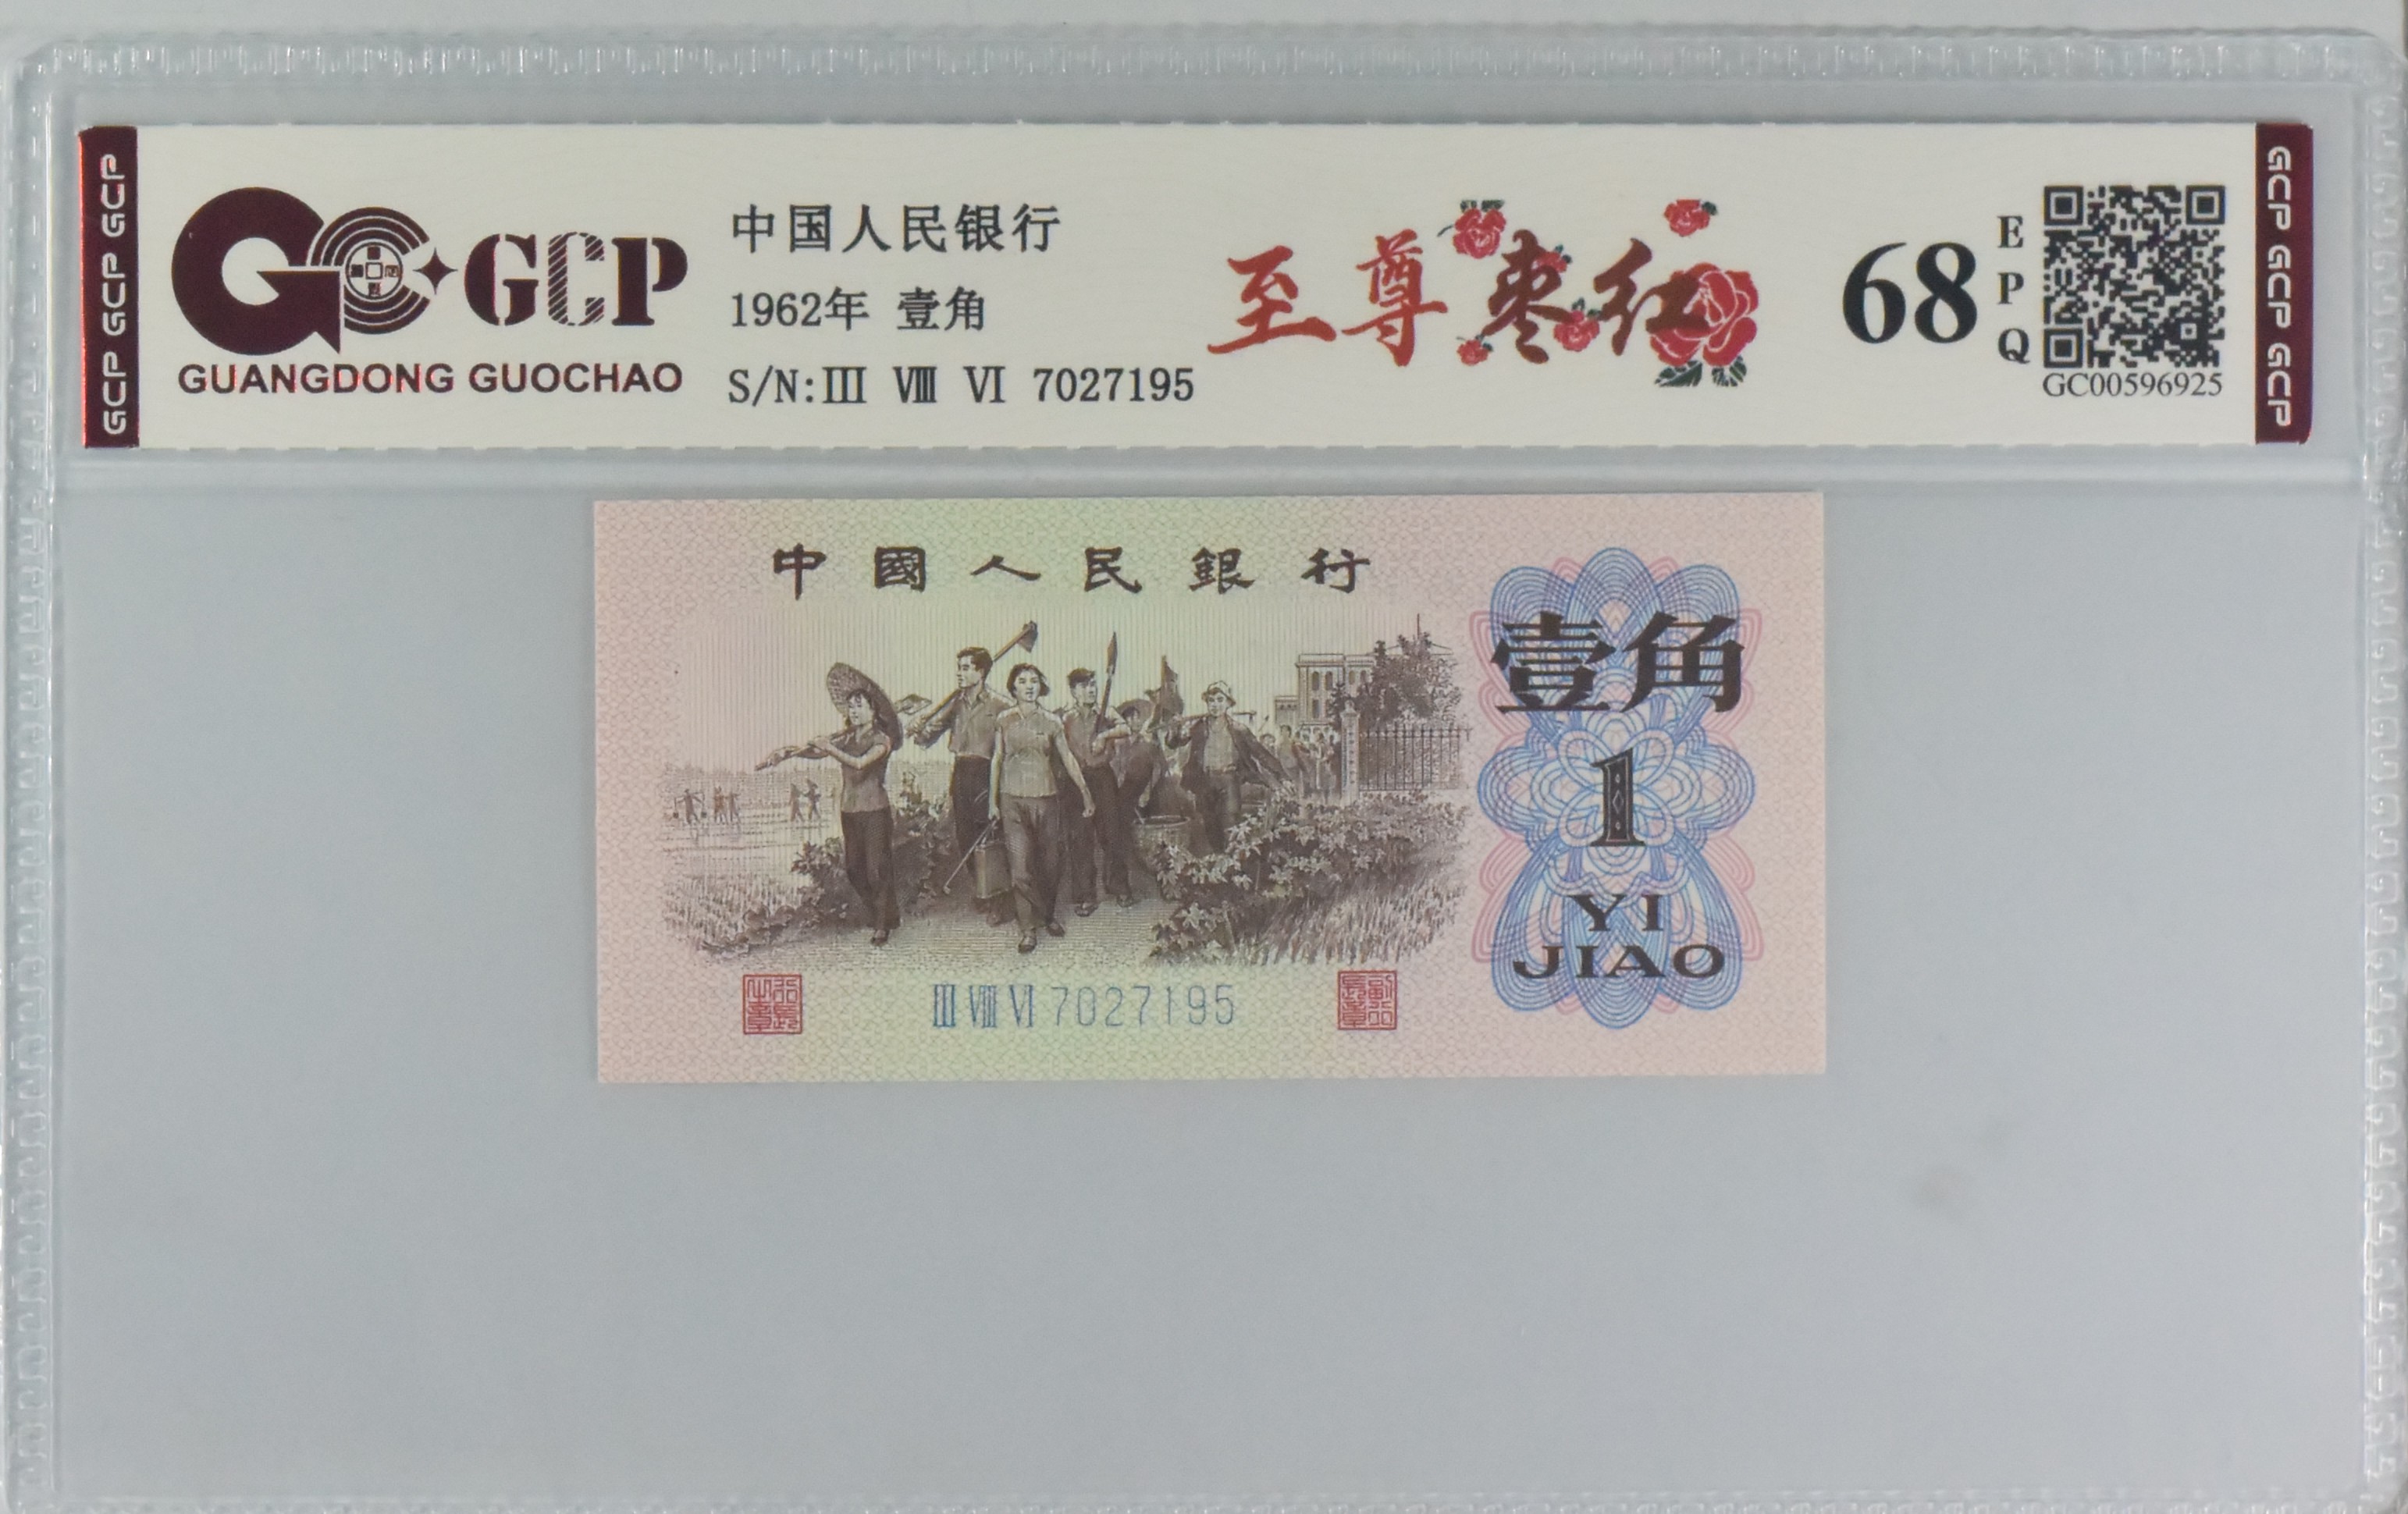 GCP GCP GCP
GCP
GUANGDONG GUOCHAO
中国人民银行
1962年 壹角
S/N:Ⅲ Ⅷ Ⅵ 7027195
至尊枣红
68
EPQ
GC00596925
GCP GCP GCP
中國人民銀行
壹角
1
YI
JIAO
Ⅲ Ⅷ Ⅵ 7027195